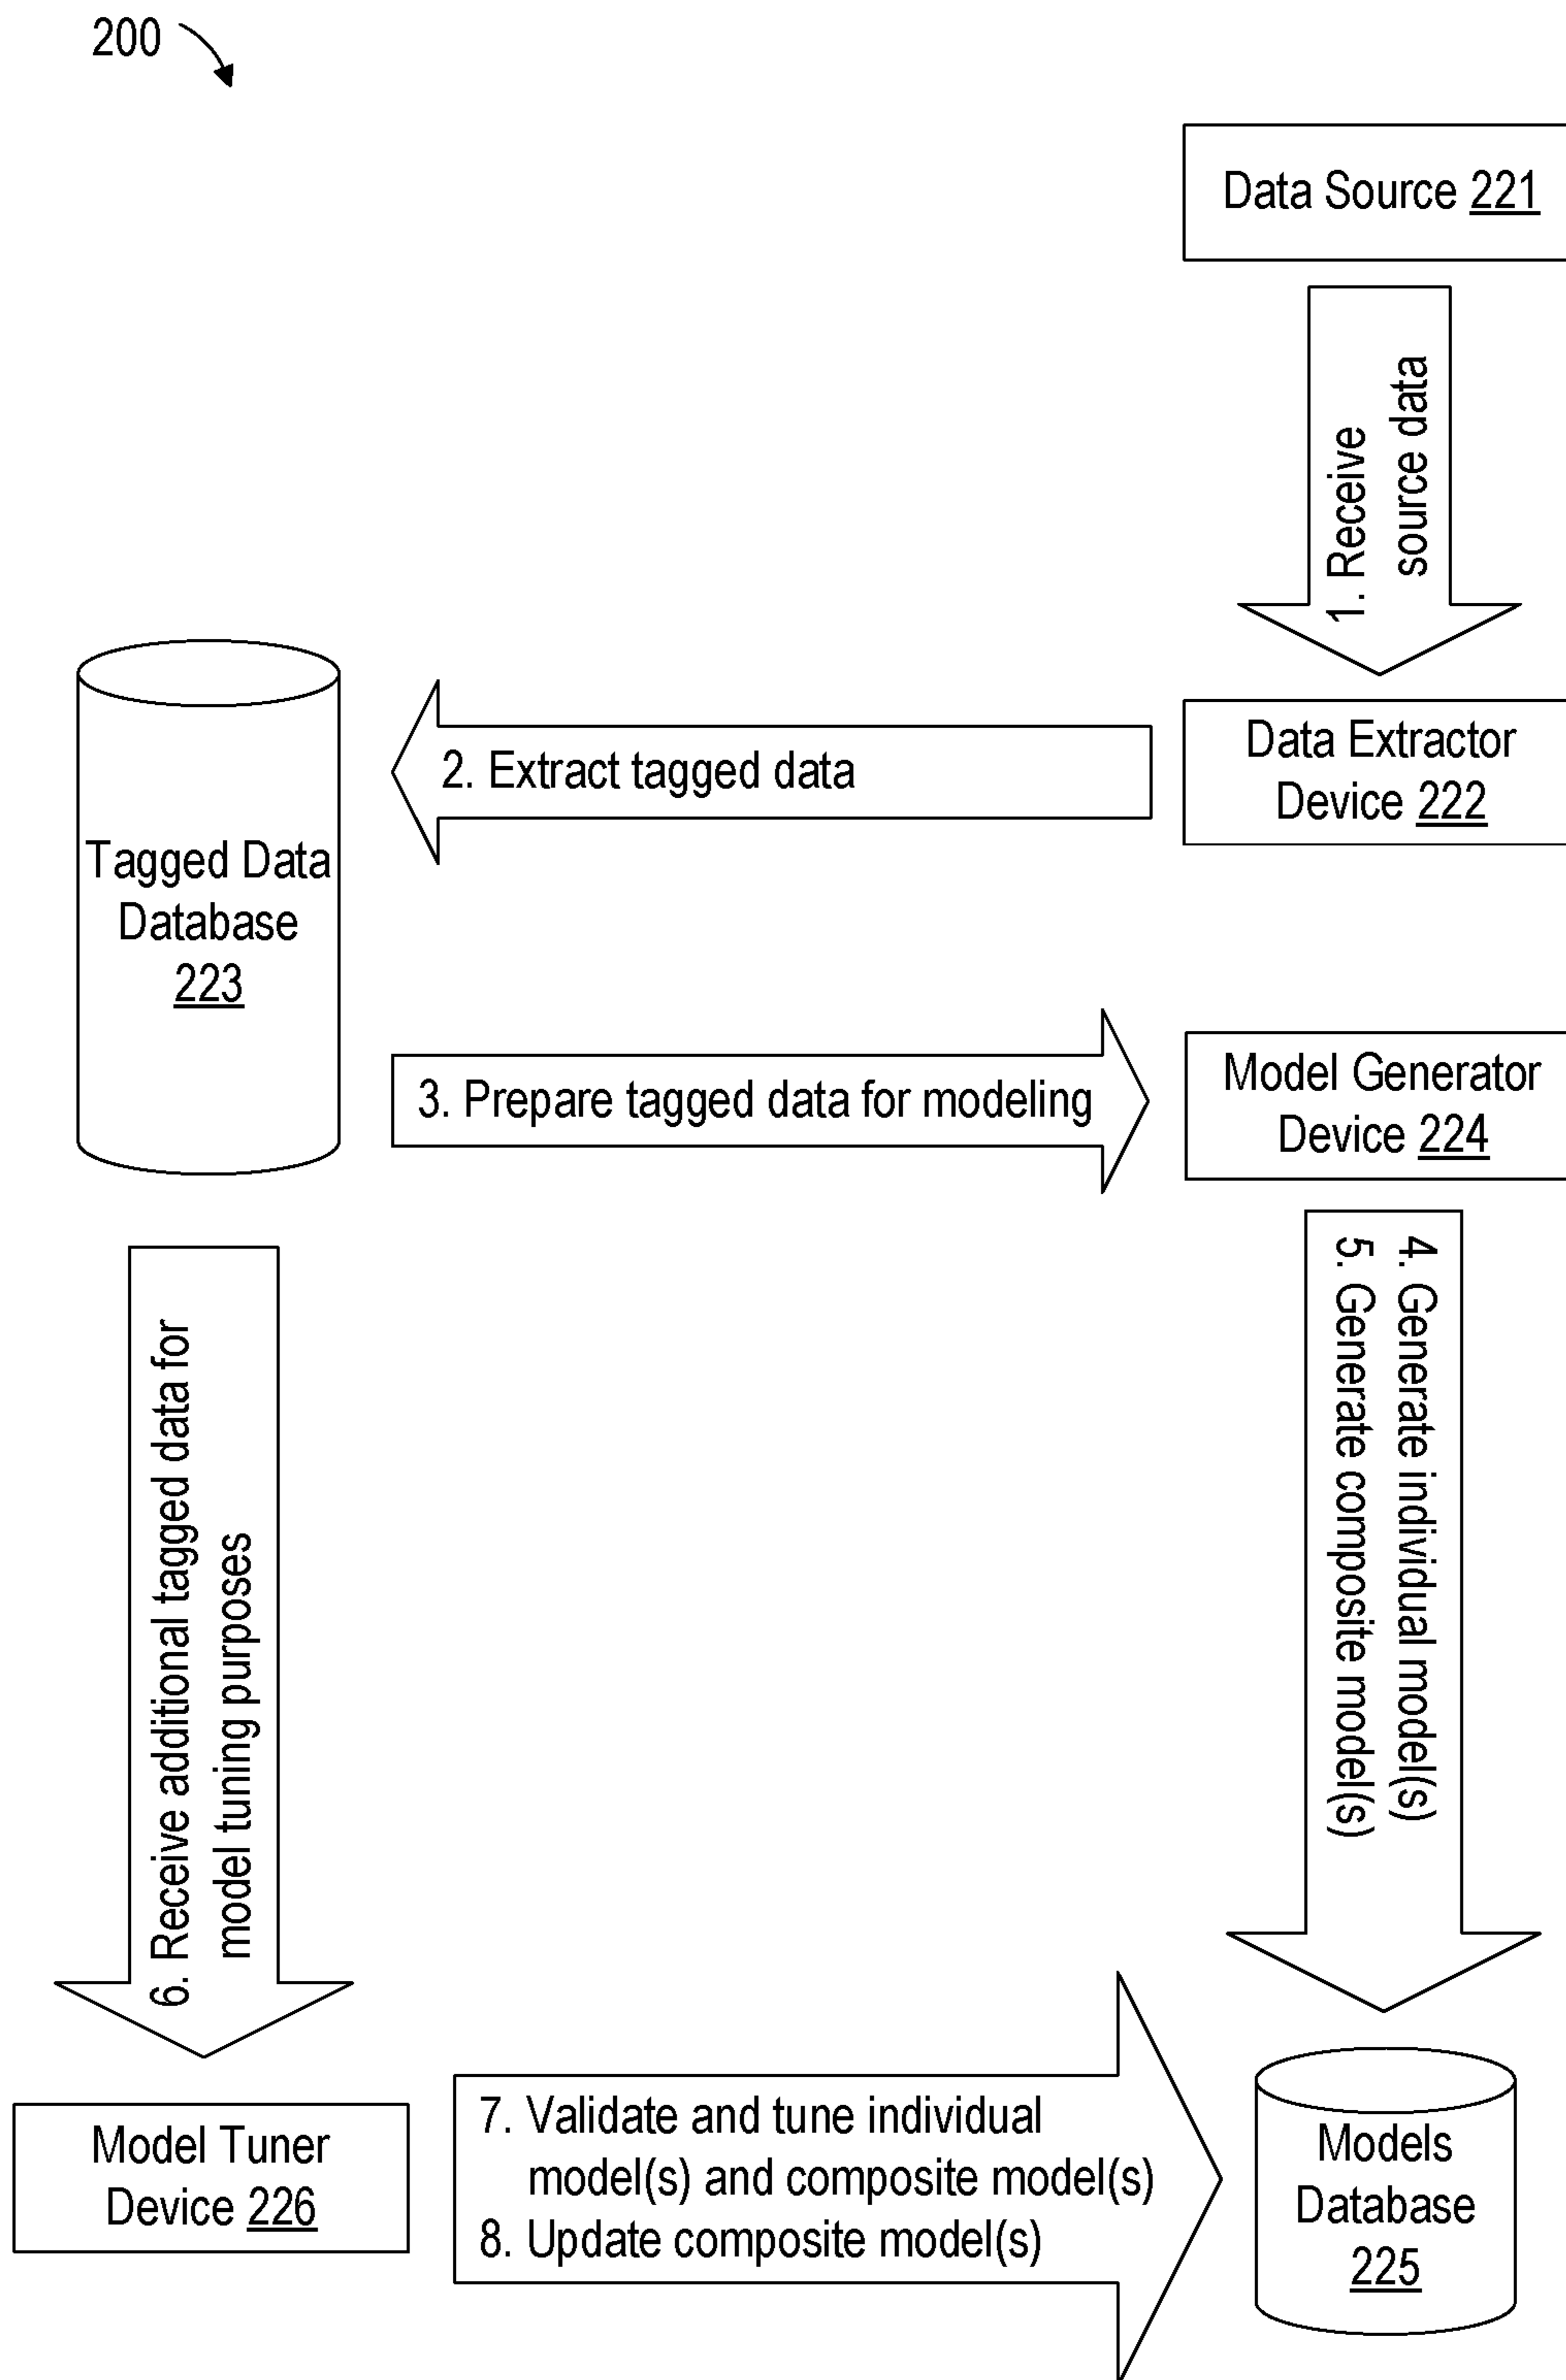 200
Data Source 221
1. Receive
source data
Data Extractor
Device 222
2. Extract tagged data
Tagged Data
Database
223
3. Prepare tagged data for modeling
Model Generator
Device 224
4. Generate individual model(s)
5. Generate composite model(s)
6. Receive additional tagged data for
model tuning purposes
Model Tuner
Device 226
7. Validate and tune individual
model(s) and composite model(s)
8. Update composite model(s)
Models
Database
225